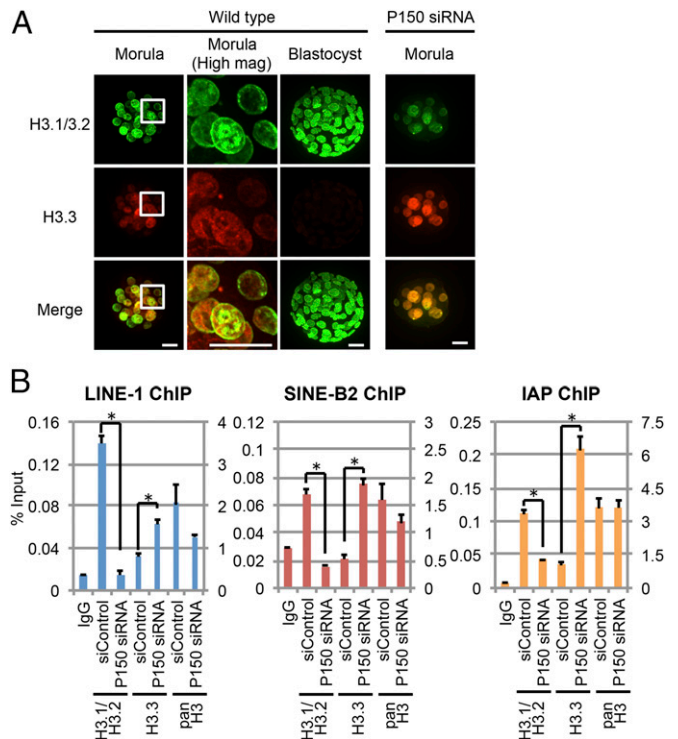 A
Wild type
P150 siRNA
Morula
Morula
(High mag)
Blastocyst
Morula
H3.1/3.2
H3.3
Merge
B
LINE-1 ChIP
SINE-B2 ChIP
IAP ChIP
% Input
0.16
0.12
0.08
0.04
0
4
3
2
1
0
*
*
IgG
siControl
P150 siRNA
siControl
P150 siRNA
siControl
P150 siRNA
H3.1/
H3.2
H3.3
pan
H3
0.12
0.1
0.08
0.06
0.04
0.02
0
3
2.5
2
1.5
1
0.5
0
*
*
IgG
siControl
P150 siRNA
siControl
P150 siRNA
siControl
P150 siRNA
H3.1/
H3.2
H3.3
pan
H3
0.25
0.2
0.15
0.1
0.05
0
7.5
6
4.5
3
1.5
0
*
*
IgG
siControl
P150 siRNA
siControl
P150 siRNA
siControl
P150 siRNA
H3.1/
H3.2
H3.3
pan
H3